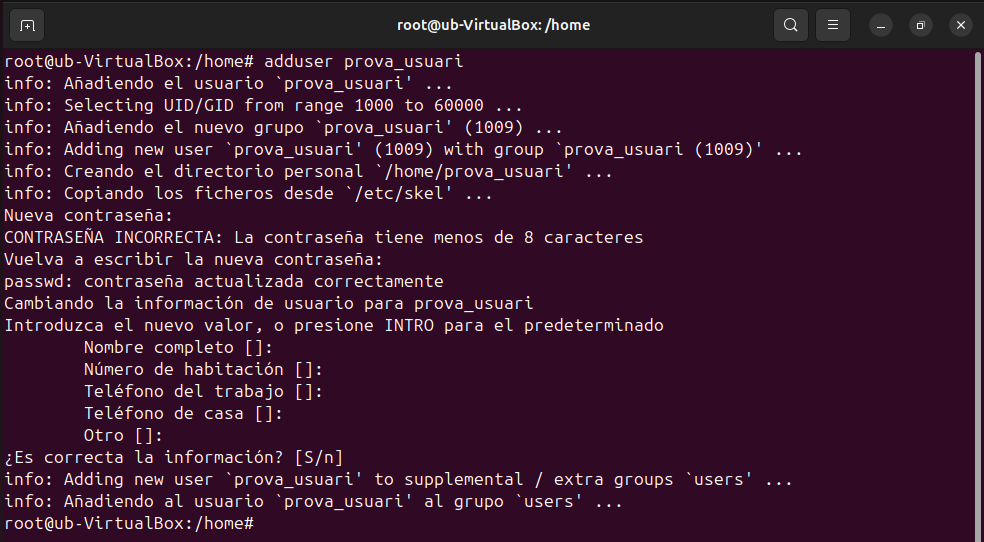 root@ub-VirtualBox: /home
root@ub-VirtualBox:/home# adduser prova_usuari
info: Añadiendo el usuario `prova_usuari' ...
info: Selecting UID/GID from range 1000 to 60000 ...
info: Añadiendo el nuevo grupo `prova_usuari' (1009) ...
info: Adding new user `prova_usuari' (1009) with group `prova_usuari (1009)' ...
info: Creando el directorio personal `/home/prova_usuari' ...
info: Copiando los ficheros desde `/etc/skel' ...
Nueva contraseña:
CONTRASEÑA INCORRECTA: La contraseña tiene menos de 8 caracteres
Vuelva a escribir la nueva contraseña:
passwd: contraseña actualizada correctamente
Cambiando la información de usuario para prova_usuari
Introduzca el nuevo valor, o presione INTRO para el predeterminado
        Nombre completo []:
        Número de habitación []:
        Teléfono del trabajo []:
        Teléfono de casa []:
        Otro []:
¿Es correcta la información? [S/n]
info: Adding new user `prova_usuari' to supplemental / extra groups `users' ...
info: Añadiendo al usuario `prova_usuari' al grupo `users' ...
root@ub-VirtualBox:/home#